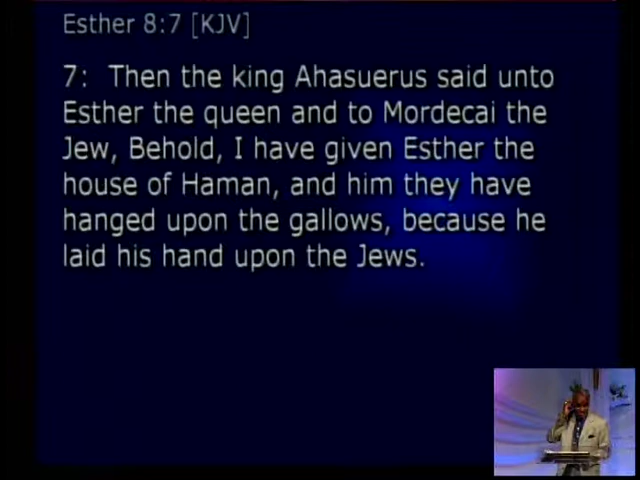 Esther 8:7 [KJV]
7: Then the king Ahasuerus said unto
Esther the queen and to Mordecai the
Jew, Behold, I have given Esther the
house of Haman, and him they have
hanged upon the gallows, because he
laid his hand upon the Jews.